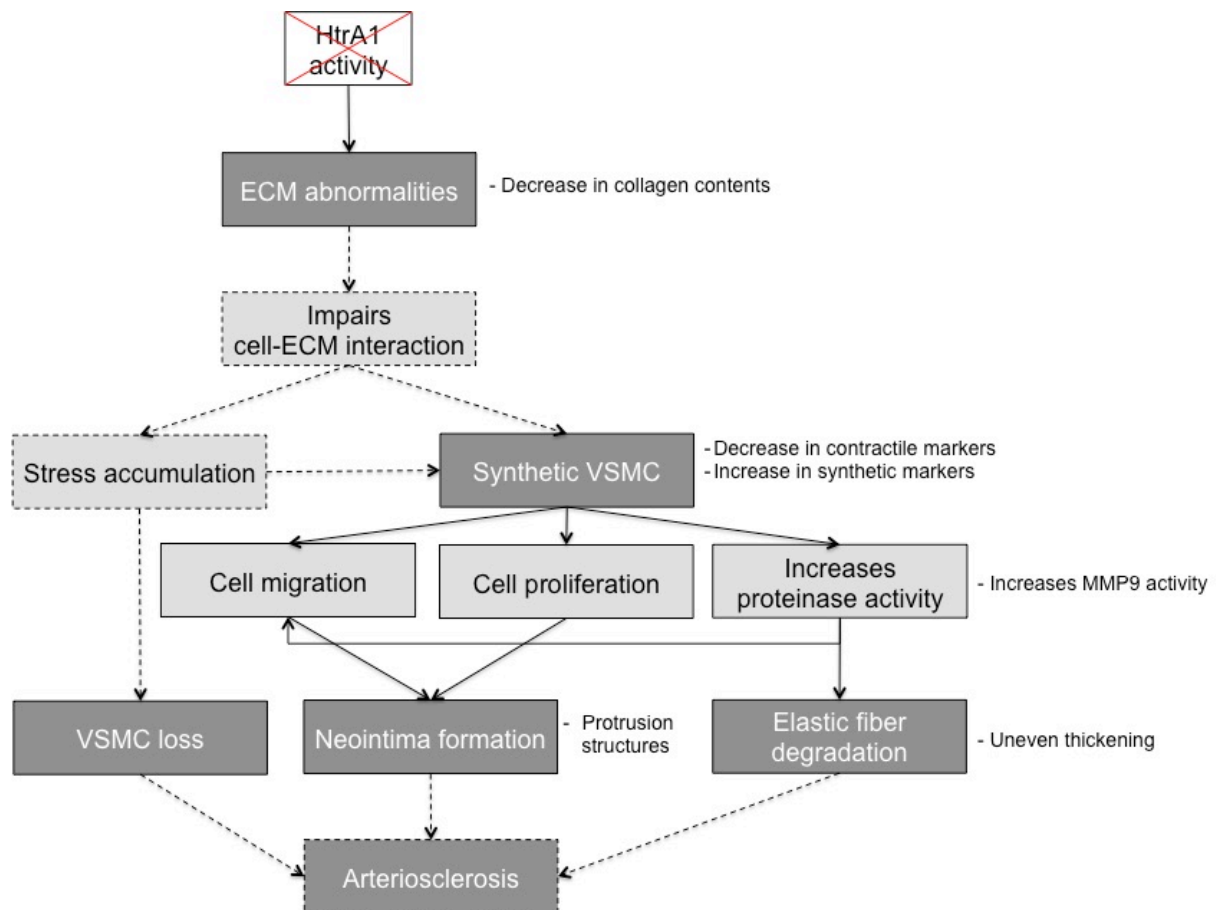 HtrA1
activity
ECM abnormalities
- Decrease in collagen contents
Impairs
cell-ECM interaction
Stress accumulation
Synthetic VSMC
- Decrease in contractile markers
- Increase in synthetic markers
Cell migration
Cell proliferation
Increases
proteinase activity
- Increases MMP9 activity
VSMC loss
Neointima formation
- Protrusion
structures
Elastic fiber
degradation
- Uneven thickening
Arteriosclerosis